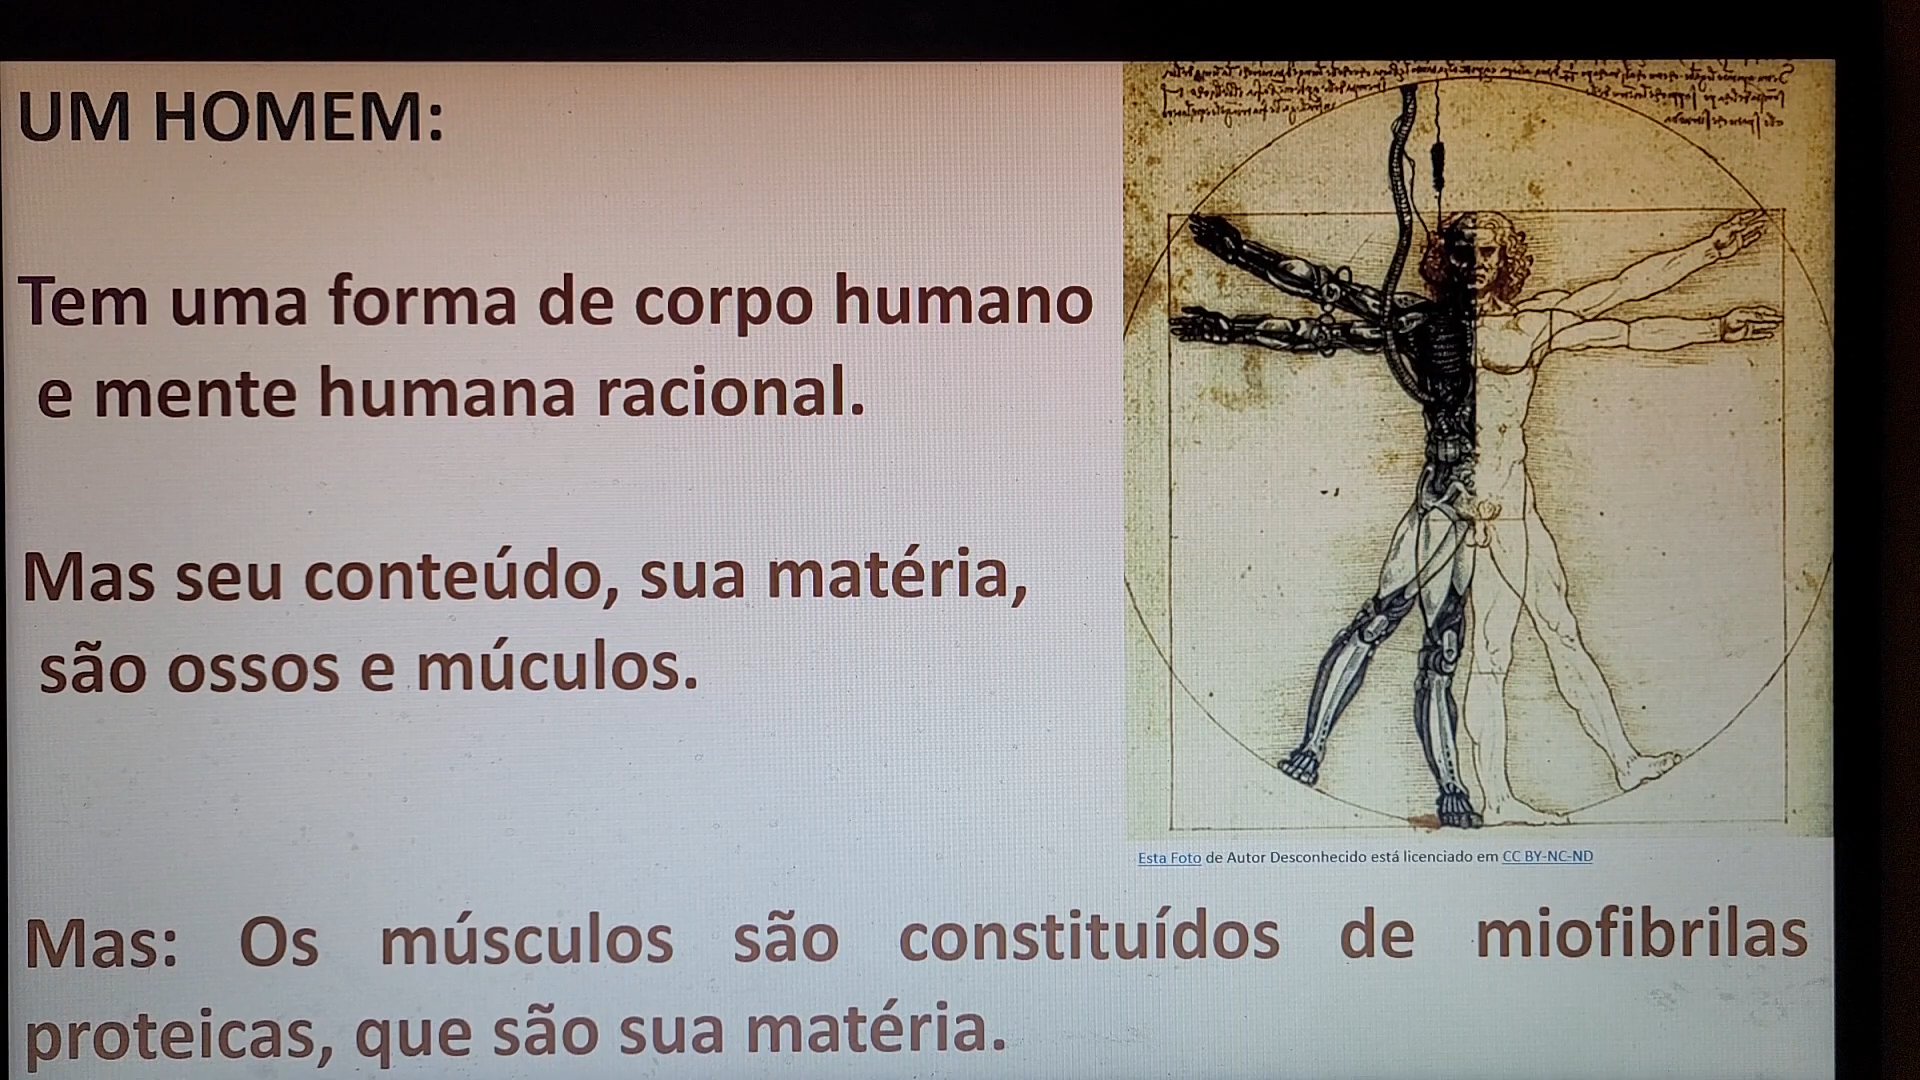 UM HOMEM:
Tem uma forma de corpo humano
e mente humana racional.
Mas seu conteúdo, sua matéria,
são ossos e múculos.
Esta Foto de Autor Desconhecido está licenciado em CC BY-NC-ND
Mas: Os músculos são constituídos de miofibrilas
proteicas, que são sua matéria.